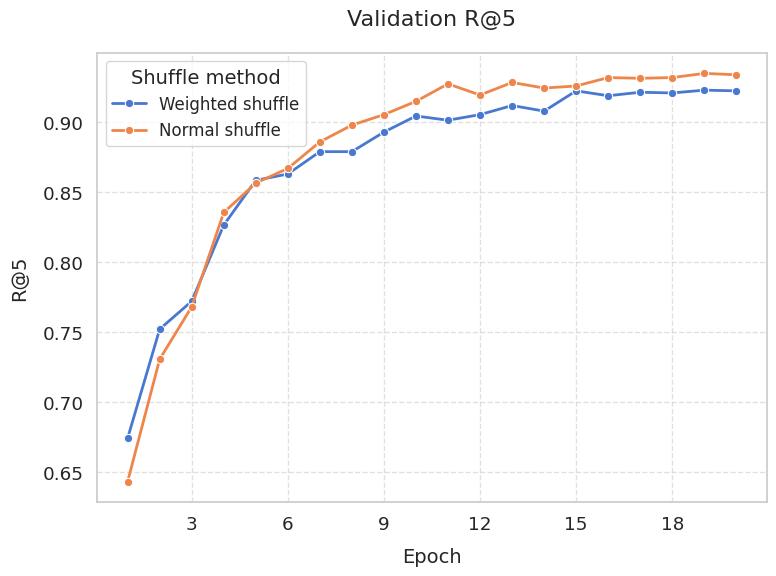 Validation R@5
Shuffle method
Weighted shuffle
Normal shuffle
0.90
0.85
0.80
0.75
0.70
0.65
R@5
3 6 9 12 15 18
Epoch